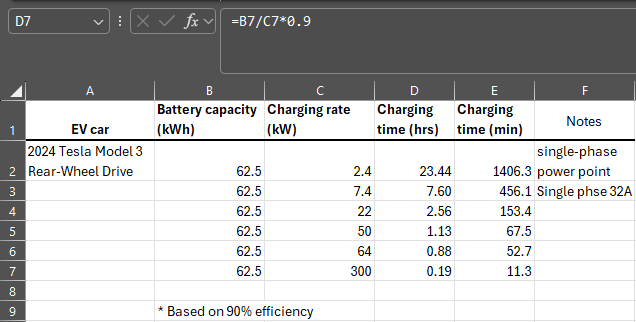 D7 fx =B7/C7*0.9
A B C D E F
Battery capacity Charging rate Charging Charging
1 EV car (kWh) (kW) time (hrs) time (min) Notes
2024 Tesla Model 3 single-phase
2 Rear-Wheel Drive 62.5 2.4 23.44 1406.3 power point
3 62.5 7.4 7.60 456.1 Single phse 32A
4 62.5 22 2.56 153.4
5 62.5 50 1.13 67.5
6 62.5 64 0.88 52.7
7 62.5 300 0.19 11.3
8
9 * Based on 90% efficiency